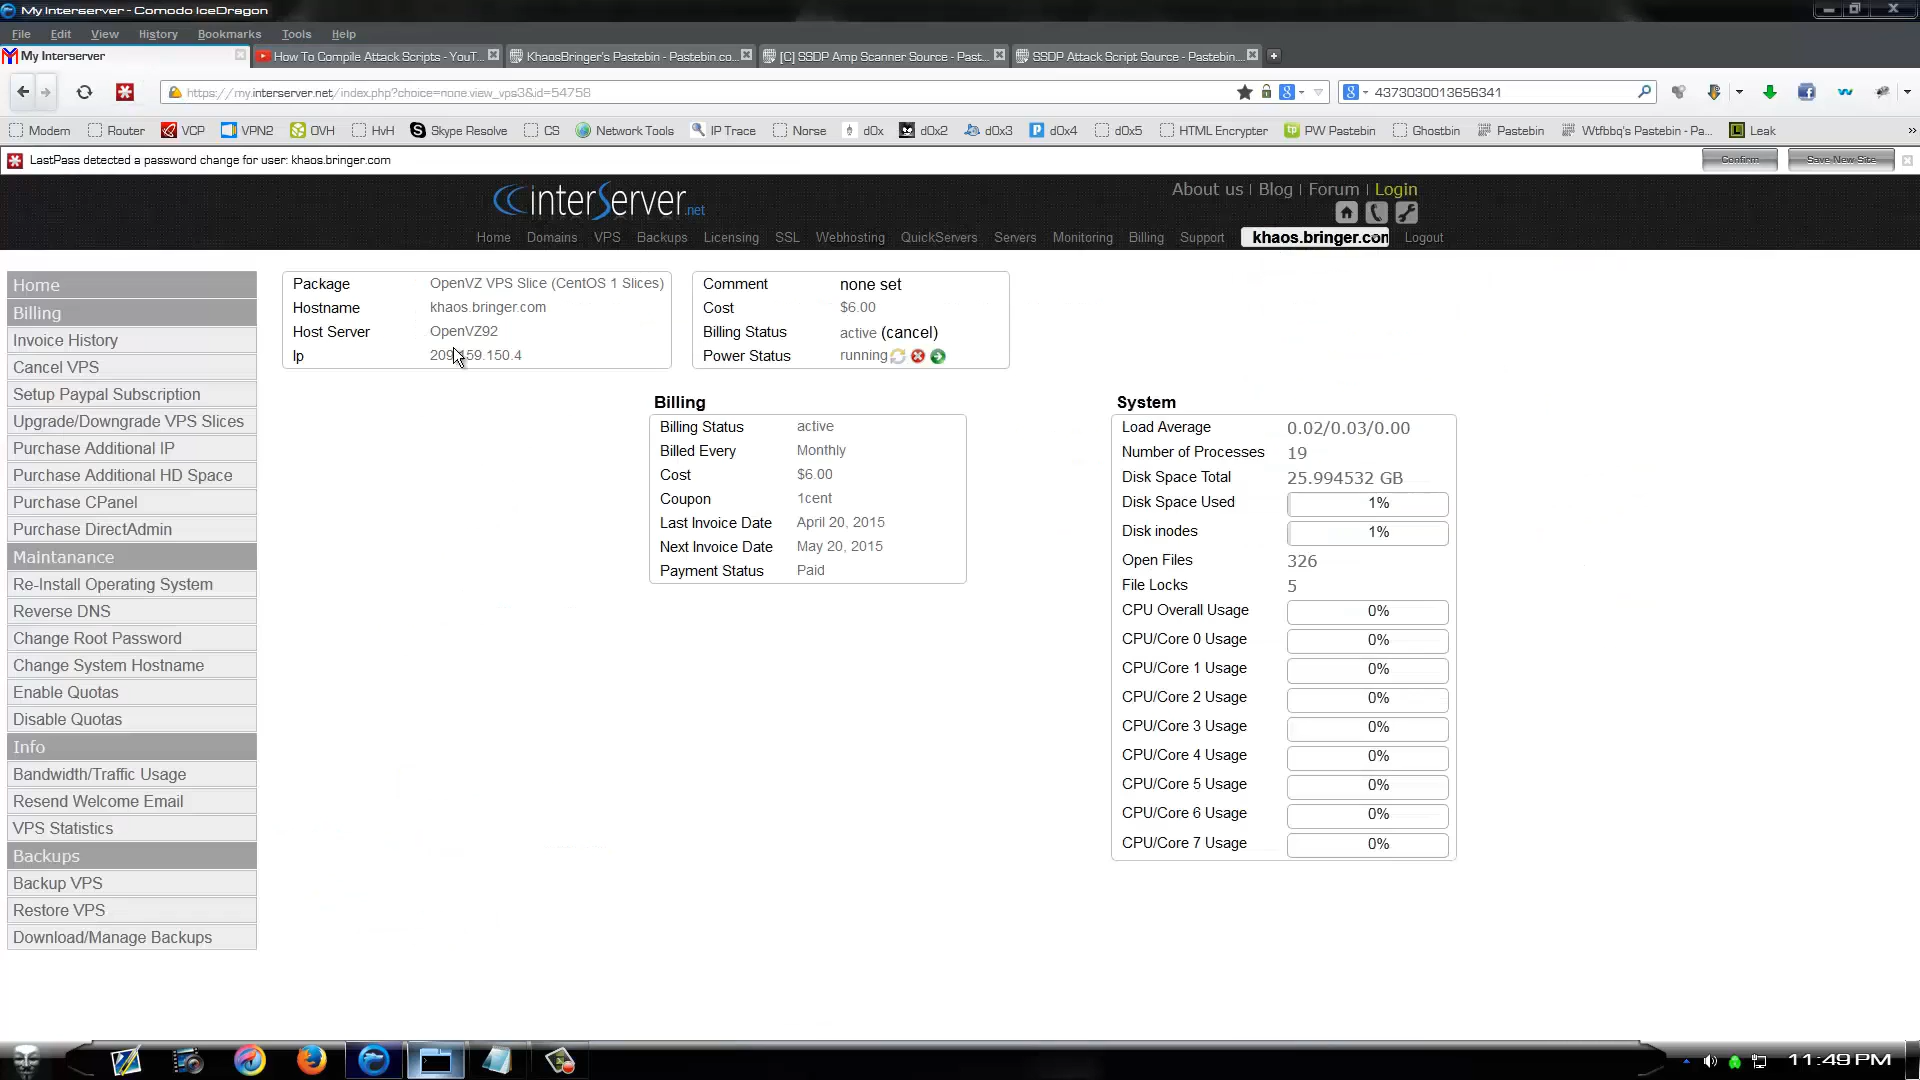 My Interserver - Comodo IceDragon
File Edit View History Bookmarks Tools Help
My Interserver
How To Compile Attack Scripts - YouT...
KhaosBringer's Pastebin - Pastebin.co...
[C] SSDP Amp Scanner Source - Past...
SSDP Attack Script Source - Pastebin....
https://my.interserver.net/index.php?choice=none.view_vps3&id=54758
4373030013656341
Modem Router VCP VPN2 OVH HvH Skype Resolve CS Network Tools IP Trace Norse d0x d0x2 d0x3 d0x4 d0x5 HTML Encrypter PW Pastebin Ghostbin Pastebin Wtfbbq's Pastebin - Pa... Leak »
LastPass detected a password change for user: khaos.bringer.com
Confirm
Save New Site
interServer.net
About us | Blog | Forum | Login
Home Domains VPS Backups Licensing SSL Webhosting QuickServers Servers Monitoring Billing Support khaos.bringer.com Logout
Home
Billing
Invoice History
Cancel VPS
Setup Paypal Subscription
Upgrade/Downgrade VPS Slices
Purchase Additional IP
Purchase Additional HD Space
Purchase CPanel
Purchase DirectAdmin
Maintanance
Re-Install Operating System
Reverse DNS
Change Root Password
Change System Hostname
Enable Quotas
Disable Quotas
Info
Bandwidth/Traffic Usage
Resend Welcome Email
VPS Statistics
Backups
Backup VPS
Restore VPS
Download/Manage Backups
Package OpenVZ VPS Slice (CentOS 1 Slices)
Hostname khaos.bringer.com
Host Server OpenVZ92
Ip 209.159.150.4
Comment none set
Cost $6.00
Billing Status active (cancel)
Power Status running
Billing
Billing Status active
Billed Every Monthly
Cost $6.00
Coupon 1cent
Last Invoice Date April 20, 2015
Next Invoice Date May 20, 2015
Payment Status Paid
System
Load Average 0.02/0.03/0.00
Number of Processes 19
Disk Space Total 25.994532 GB
Disk Space Used 1%
Disk inodes 1%
Open Files 326
File Locks 5
CPU Overall Usage 0%
CPU/Core 0 Usage 0%
CPU/Core 1 Usage 0%
CPU/Core 2 Usage 0%
CPU/Core 3 Usage 0%
CPU/Core 4 Usage 0%
CPU/Core 5 Usage 0%
CPU/Core 6 Usage 0%
CPU/Core 7 Usage 0%
11:49 PM